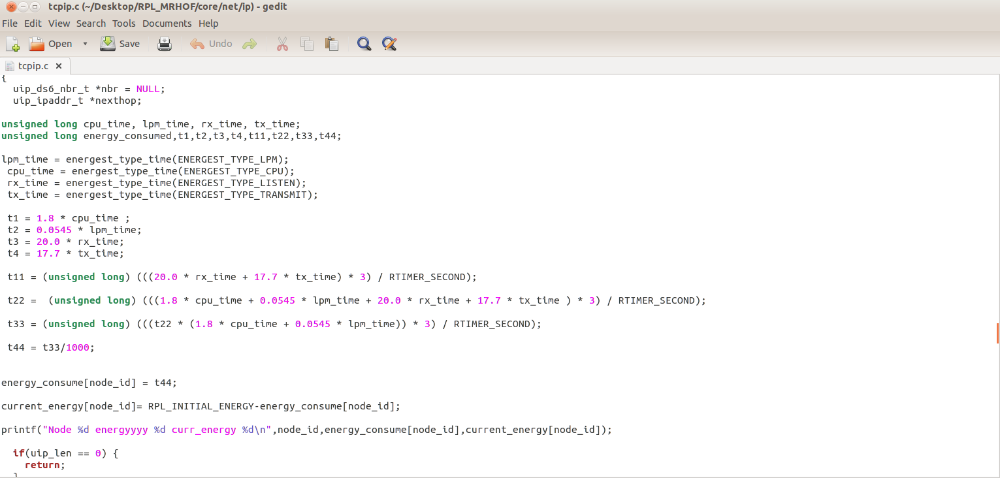 tcpip.c (~/Desktop/RPL_MRHOF/core/net/ip) - gedit
File Edit View Search Tools Documents Help
Open Save Undo
tcpip.c
{
uip_ds6_nbr_t *nbr = NULL;
uip_ipaddr_t *nexthop;
unsigned long cpu_time, lpm_time, rx_time, tx_time;
unsigned long energy_consumed,t1,t2,t3,t4,t11,t22,t33,t44;
lpm_time = energest_type_time(ENERGEST_TYPE_LPM);
cpu_time = energest_type_time(ENERGEST_TYPE_CPU);
rx_time = energest_type_time(ENERGEST_TYPE_LISTEN);
tx_time = energest_type_time(ENERGEST_TYPE_TRANSMIT);
t1 = 1.8 * cpu_time ;
t2 = 0.0545 * lpm_time;
t3 = 20.0 * rx_time;
t4 = 17.7 * tx_time;
t11 = (unsigned long) (((20.0 * rx_time + 17.7 * tx_time) * 3) / RTIMER_SECOND);
t22 =  (unsigned long) (((1.8 * cpu_time + 0.0545 * lpm_time + 20.0 * rx_time + 17.7 * tx_time ) * 3) / RTIMER_SECOND);
t33 = (unsigned long) (((t22 * (1.8 * cpu_time + 0.0545 * lpm_time)) * 3) / RTIMER_SECOND);
t44 = t33/1000;
energy_consume[node_id] = t44;
current_energy[node_id]= RPL_INITIAL_ENERGY-energy_consume[node_id];
printf("Node %d energyyyy %d curr_energy %d\n",node_id,energy_consume[node_id],current_energy[node_id]);
if(uip_len == 0) {
return;
}